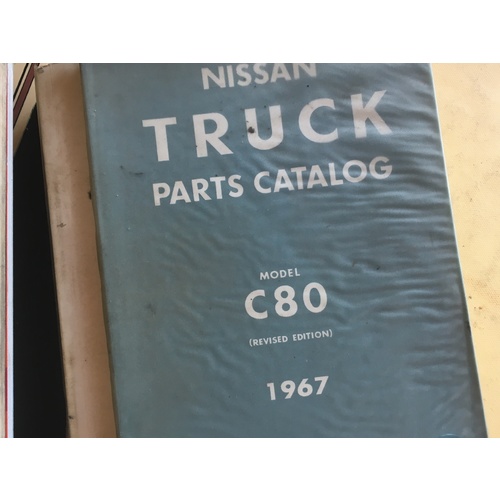 NISSAN
TRUCK
PARTS CATALOG
MODEL
C80
(REVISED EDITION)
1967